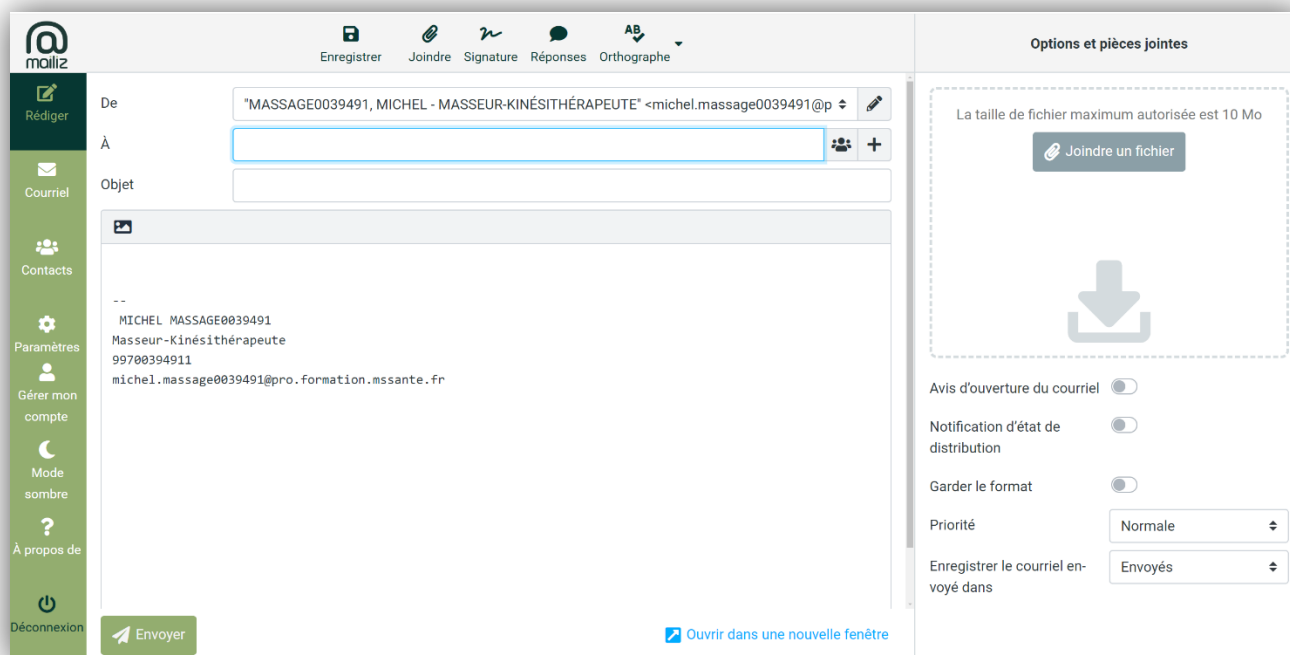 @
mailiz
Enregistrer
Joindre
Signature
Réponses
AB
Orthographe
Options et pièces jointes
Rédiger
Courriel
Contacts
Paramètres
Gérer mon
compte
Mode
sombre
?
À propos de
Déconnexion
De
"MASSAGE0039491, MICHEL - MASSEUR-KINÉSITHÉRAPEUTE" <michel.massage0039491@p
À
+
Objet
--
MICHEL MASSAGE0039491
Masseur-Kinésithérapeute
99700394911
michel.massage0039491@pro.formation.mssante.fr
Envoyer
Ouvrir dans une nouvelle fenêtre
La taille de fichier maximum autorisée est 10 Mo
Joindre un fichier
Avis d’ouverture du courriel
Notification d'état de
distribution
Garder le format
Priorité
Normale
Enregistrer le courriel en-
voyé dans
Envoyés